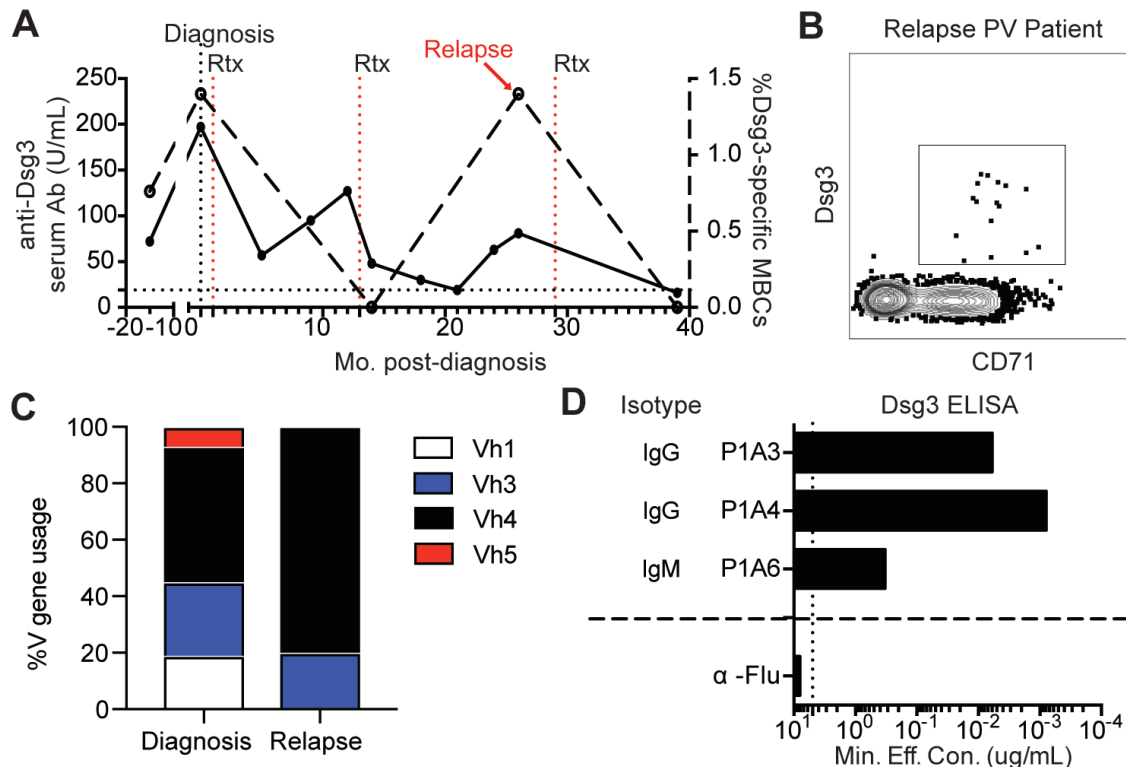 A
Diagnosis
Rtx
Rtx
Relapse
Rtx
anti-Dsg3
serum Ab (U/mL)
250
200
150
100
50
0
1.5
1.0
0.5
0.0
%Dsg3-specific MBCs
-20 -10 0 10 20 30 40
Mo. post-diagnosis
B
Relapse PV Patient
Dsg3
CD71
C
%V gene usage
100
80
60
40
20
0
Diagnosis Relapse
Vh1
Vh3
Vh4
Vh5
D
Isotype Dsg3 ELISA
IgG P1A3
IgG P1A4
IgM P1A6
α -Flu
10¹ 10⁰ 10⁻¹ 10⁻² 10⁻³ 10⁻⁴
Min. Eff. Con. (ug/mL)